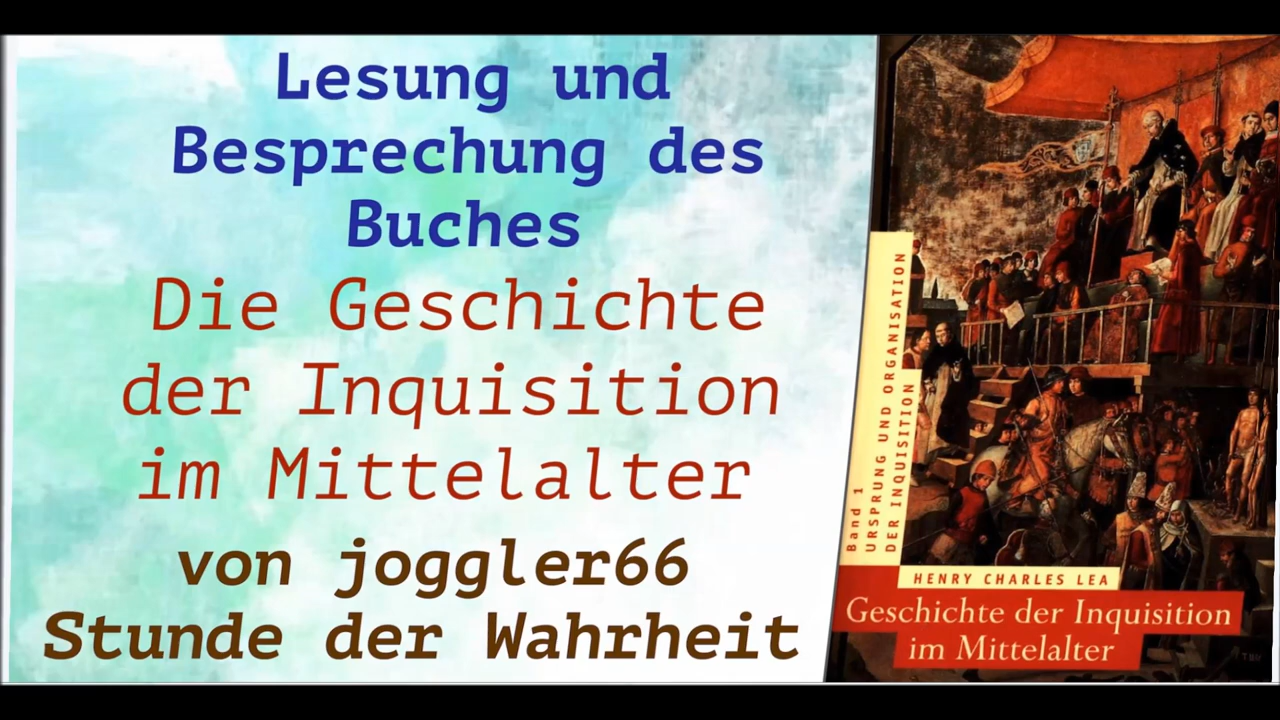 Lesung und
Besprechung des
Buches
Die Geschichte
der Inquisition
im Mittelalter
von joggler66
Stunde der Wahrheit
Band 1
URSPRUNG UND ORGANISATION
DER INQUISITION
HENRY CHARLES LEA
Geschichte der Inquisition
im Mittelalter